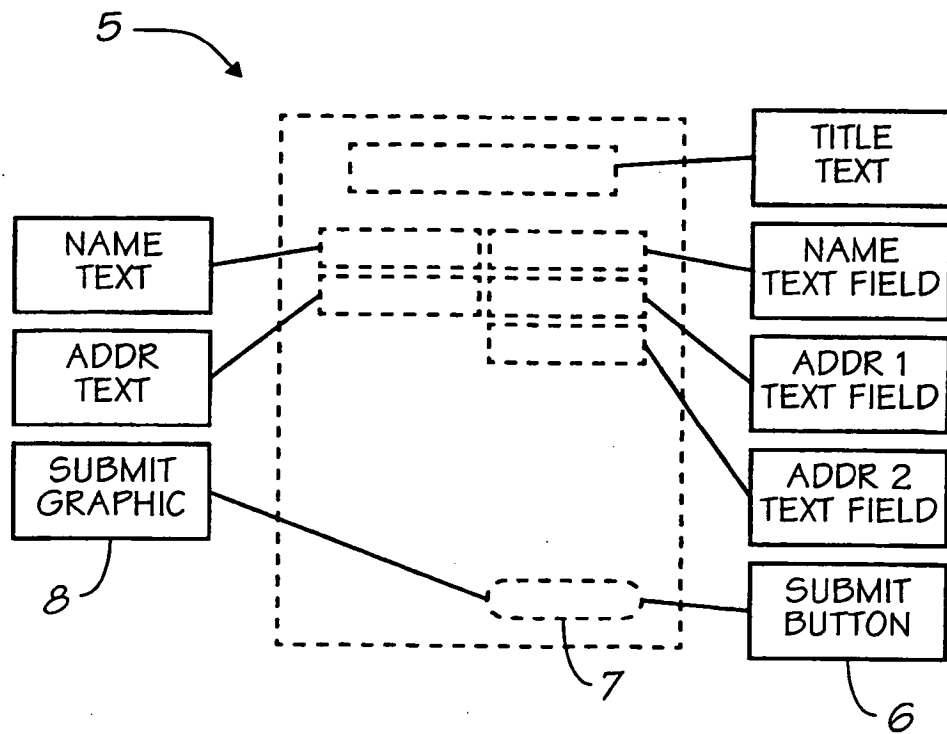 5
TITLE
TEXT
NAME
TEXT
NAME
TEXT FIELD
ADDR
TEXT
ADDR 1
TEXT FIELD
SUBMIT
GRAPHIC
ADDR 2
TEXT FIELD
8
SUBMIT
BUTTON
7
6